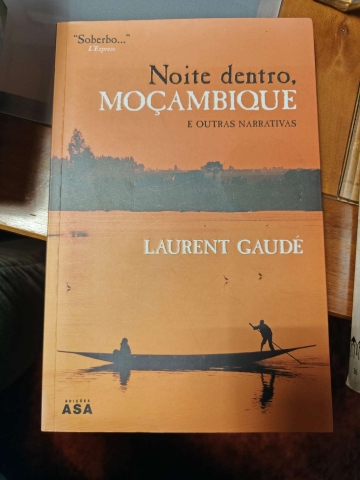 "Soberbo..."
L'Express
Noite dentro,
MOÇAMBIQUE
E OUTRAS NARRATIVAS
LAURENT GAUDÉ
EDIÇÕES
ASA